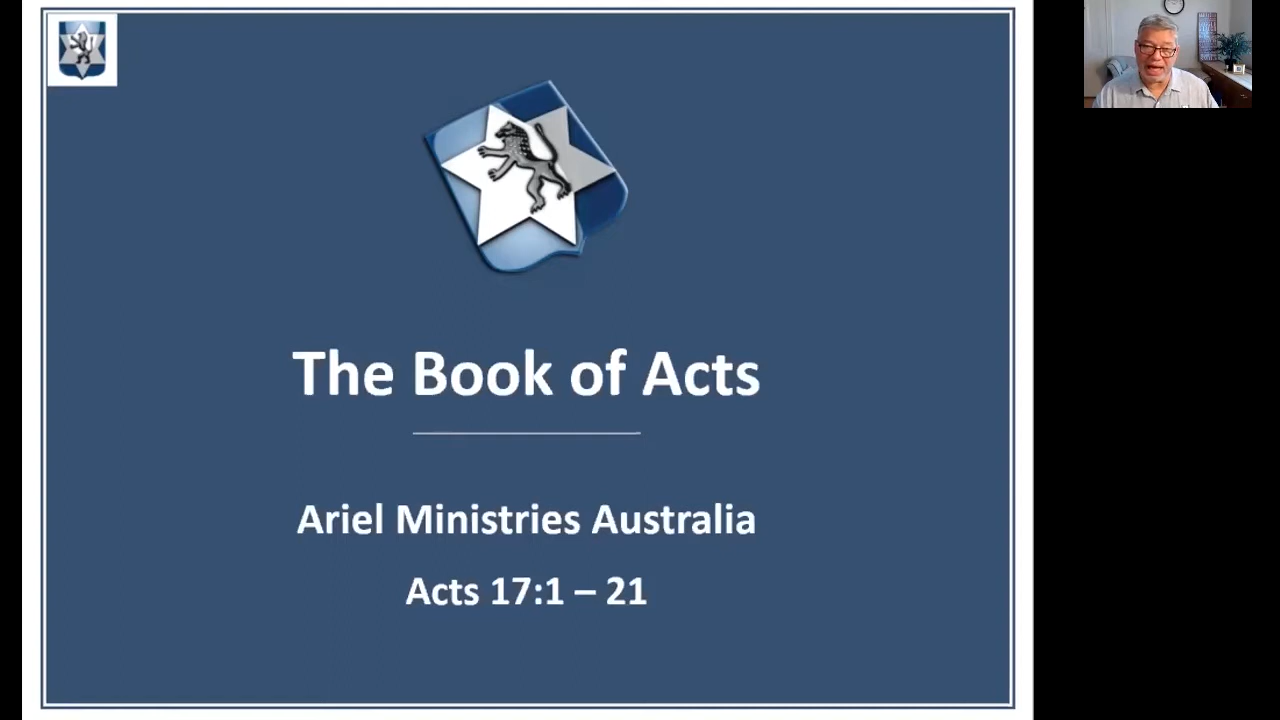 The Book of Acts
Ariel Ministries Australia
Acts 17:1 – 21